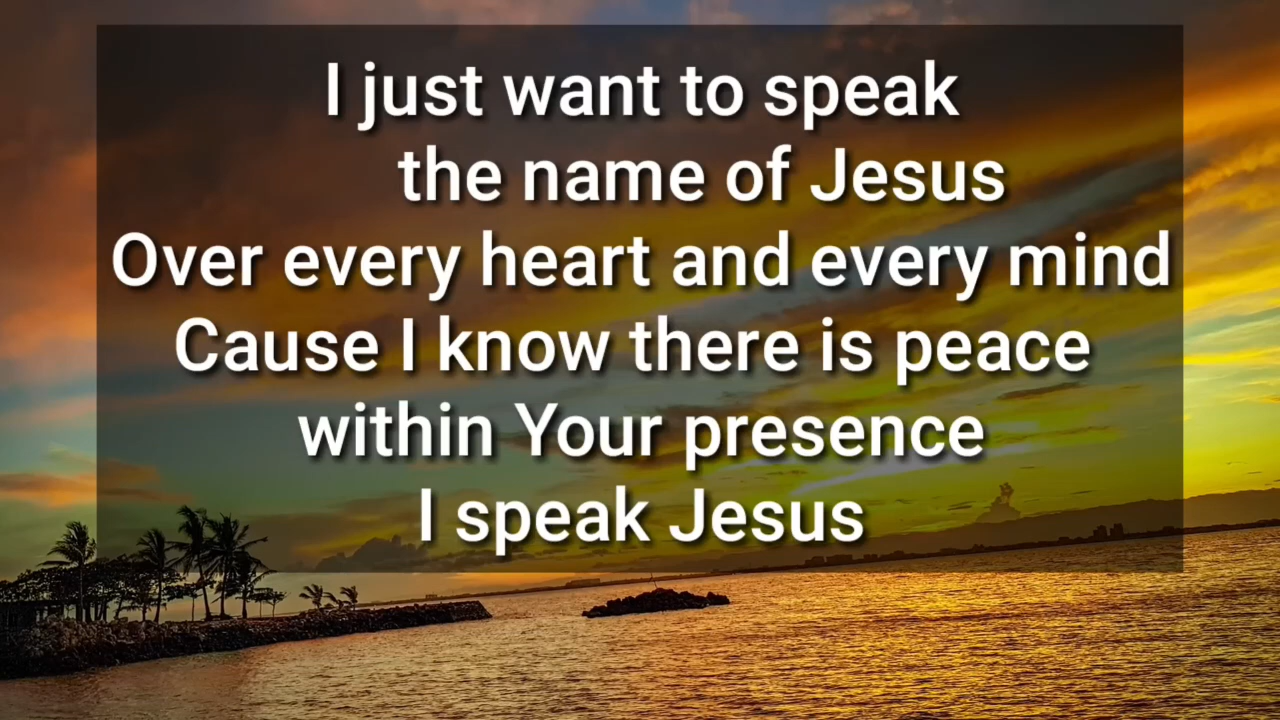 I just want to speak
the name of Jesus
Over every heart and every mind
Cause I know there is peace
within Your presence
I speak Jesus